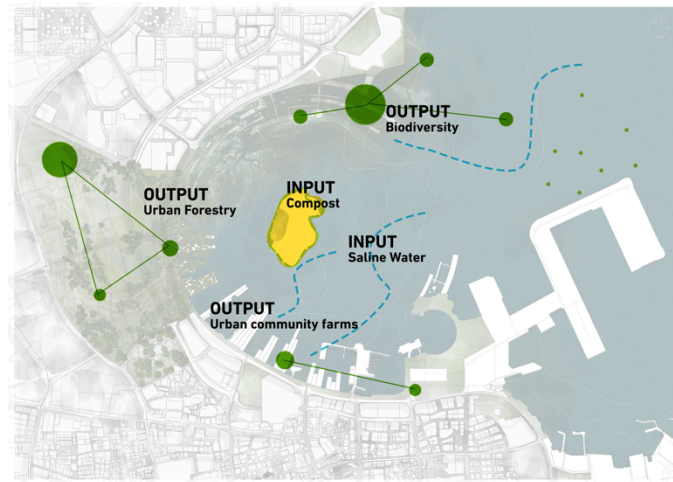 OUTPUT
Biodiversity
OUTPUT
Urban Forestry
INPUT
Compost
INPUT
Saline Water
OUTPUT
Urban community farms